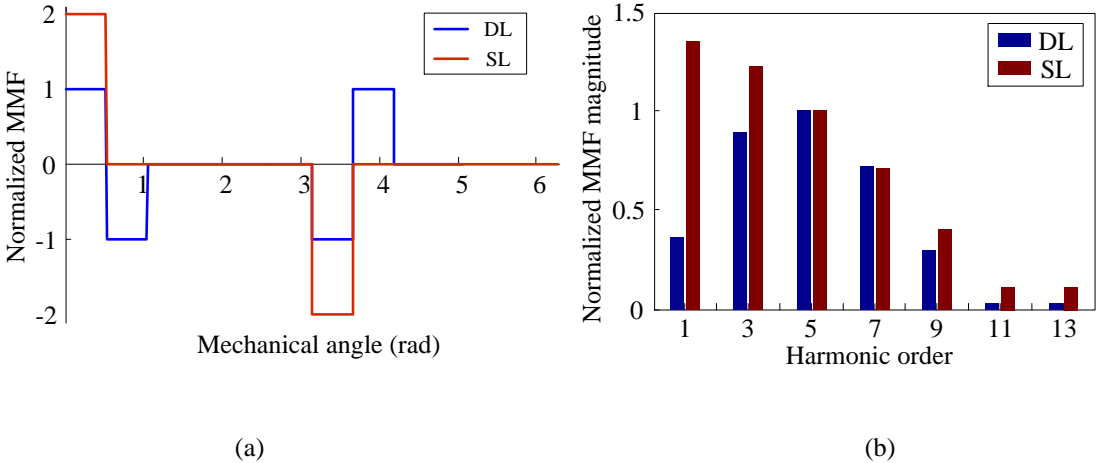 2
1
0
-1
-2
1
2
3
4
5
6
DL
SL
Normalized MMF
Mechanical angle (rad)
(a)
1.5
1
0.5
0
1
3
5
7
9
11
13
DL
SL
Normalized MMF magnitude
Harmonic order
(b)